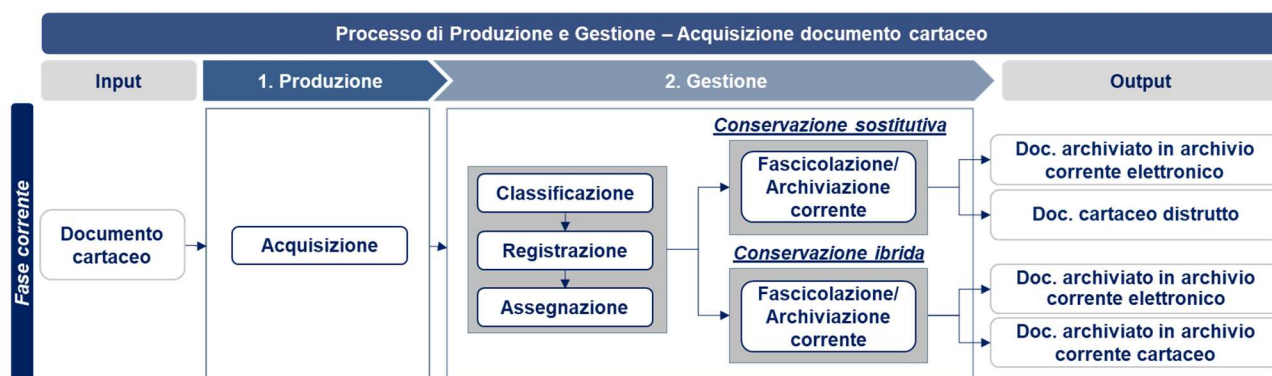 Processo di Produzione e Gestione – Acquisizione documento cartaceo
Input
1. Produzione
2. Gestione
Output
Fase corrente
Documento
cartaceo
Acquisizione
Classificazione
Registrazione
Assegnazione
Conservazione sostitutiva
Fascicolazione/
Archiviazione
corrente
Conservazione ibrida
Fascicolazione/
Archiviazione
corrente
Doc. archiviato in archivio
corrente elettronico
Doc. cartaceo distrutto
Doc. archiviato in archivio
corrente elettronico
Doc. archiviato in archivio
corrente cartaceo